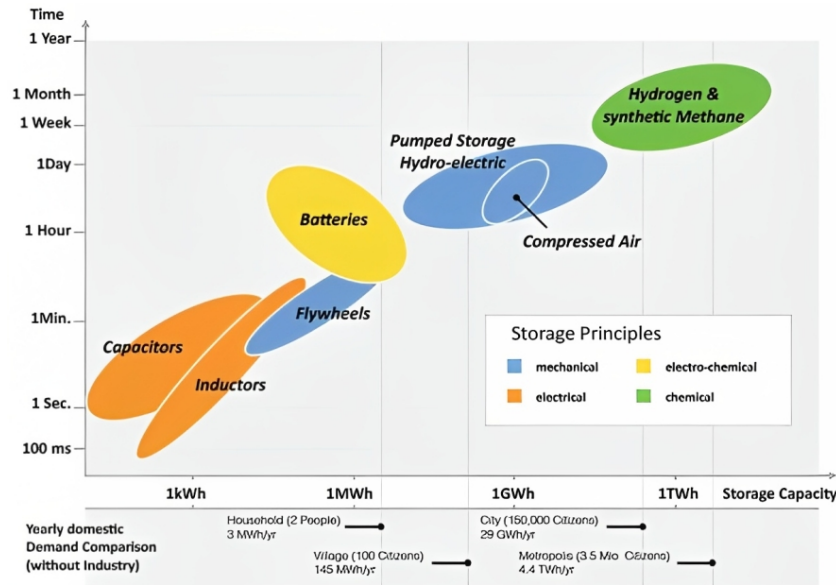 Time
1 Year
1 Month
1 Week
1Day
1 Hour
1Min.
1 Sec.
100 ms
Hydrogen &
synthetic Methane
Pumped Storage
Hydro-electric
Compressed Air
Batteries
Flywheels
Capacitors
Inductors
Storage Principles
mechanical
electro-chemical
electrical
chemical
1kWh
1MWh
1GWh
1TWh
Storage Capacity
Yearly domestic
Demand Comparison
(without Industry)
Household (2 People)
3 MWh/yr
Village (100 Citizens)
145 MWh/yr
City (150,000 Citizens)
29 GWh/yr
Metropole (3.5 Mio Citizens)
4.4 TWh/yr